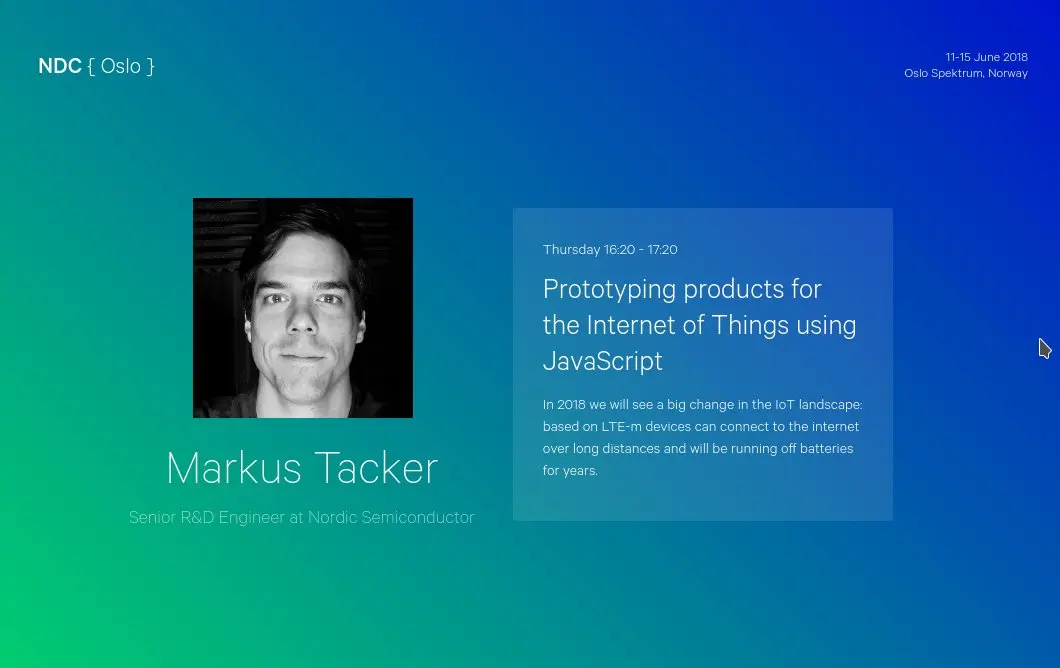 NDC { Oslo }
11-15 June 2018
Oslo Spektrum, Norway
Markus Tacker
Senior R&D Engineer at Nordic Semiconductor
Thursday 16:20 - 17:20
Prototyping products for
the Internet of Things using
JavaScript
In 2018 we will see a big change in the IoT landscape:
based on LTE-m devices can connect to the internet
over long distances and will be running off batteries
for years.